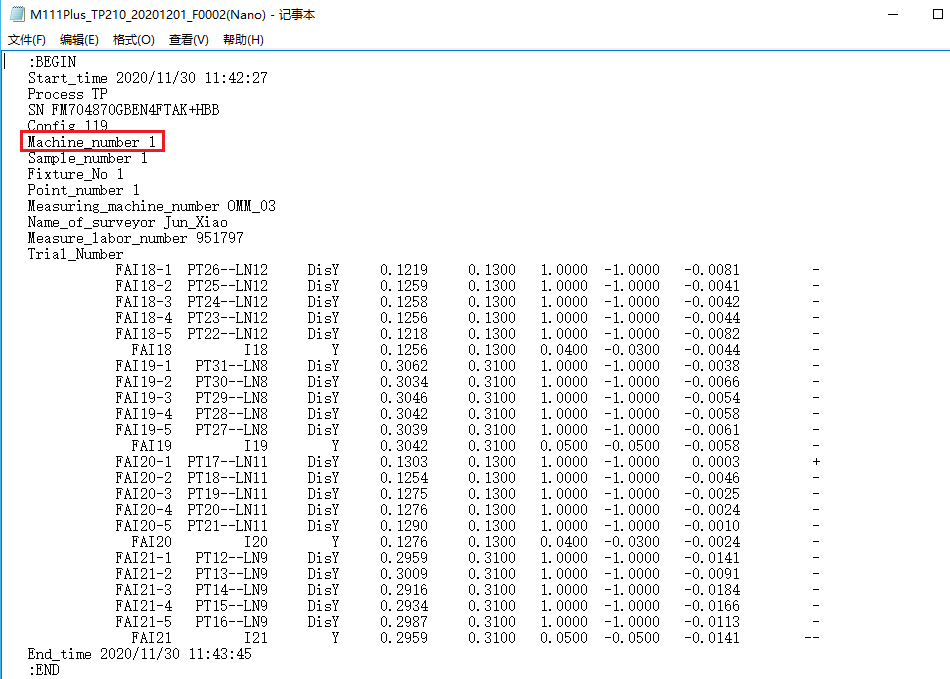 M111Plus_TP210_20201201_F0002(Nano) - 记事本
文件(F) 编辑(E) 格式(O) 查看(V) 帮助(H)
:BEGIN
Start_time 2020/11/30 11:42:27
Process TP
SN FM704870GBEN4FTAK+HBB
Config 119
Machine_number 1
Sample_number 1
Fixture_No 1
Point_number 1
Measuring_machine_number OMM_03
Name_of_surveyor Jun_Xiao
Measure_labor_number 951797
Trial_Number
FAI18-1 PT26--LN12 DisY 0.1219 0.1300 1.0000 -1.0000 -0.0081 -
FAI18-2 PT25--LN12 DisY 0.1259 0.1300 1.0000 -1.0000 -0.0041 -
FAI18-3 PT24--LN12 DisY 0.1258 0.1300 1.0000 -1.0000 -0.0042 -
FAI18-4 PT23--LN12 DisY 0.1256 0.1300 1.0000 -1.0000 -0.0044 -
FAI18-5 PT22--LN12 DisY 0.1218 0.1300 1.0000 -1.0000 -0.0082 -
FAI18 I18 Y 0.1256 0.1300 0.0400 -0.0300 -0.0044 -
FAI19-1 PT31--LN8 DisY 0.3062 0.3100 1.0000 -1.0000 -0.0038 -
FAI19-2 PT30--LN8 DisY 0.3034 0.3100 1.0000 -1.0000 -0.0066 -
FAI19-3 PT29--LN8 DisY 0.3046 0.3100 1.0000 -1.0000 -0.0054 -
FAI19-4 PT28--LN8 DisY 0.3042 0.3100 1.0000 -1.0000 -0.0058 -
FAI19-5 PT27--LN8 DisY 0.3039 0.3100 1.0000 -1.0000 -0.0061 -
FAI19 I19 Y 0.3042 0.3100 0.0500 -0.0500 -0.0058 -
FAI20-1 PT17--LN11 DisY 0.1303 0.1300 1.0000 -1.0000 0.0003 +
FAI20-2 PT18--LN11 DisY 0.1254 0.1300 1.0000 -1.0000 -0.0046 -
FAI20-3 PT19--LN11 DisY 0.1275 0.1300 1.0000 -1.0000 -0.0025 -
FAI20-4 PT20--LN11 DisY 0.1276 0.1300 1.0000 -1.0000 -0.0024 -
FAI20-5 PT21--LN11 DisY 0.1290 0.1300 1.0000 -1.0000 -0.0010 -
FAI20 I20 Y 0.1276 0.1300 0.0400 -0.0300 -0.0024 -
FAI21-1 PT12--LN9 DisY 0.2959 0.3100 1.0000 -1.0000 -0.0141 -
FAI21-2 PT13--LN9 DisY 0.3009 0.3100 1.0000 -1.0000 -0.0091 -
FAI21-3 PT14--LN9 DisY 0.2916 0.3100 1.0000 -1.0000 -0.0184 -
FAI21-4 PT15--LN9 DisY 0.2934 0.3100 1.0000 -1.0000 -0.0166 -
FAI21-5 PT16--LN9 DisY 0.2987 0.3100 1.0000 -1.0000 -0.0113 -
FAI21 I21 Y 0.2959 0.3100 0.0500 -0.0500 -0.0141 --
End_time 2020/11/30 11:43:45
:END